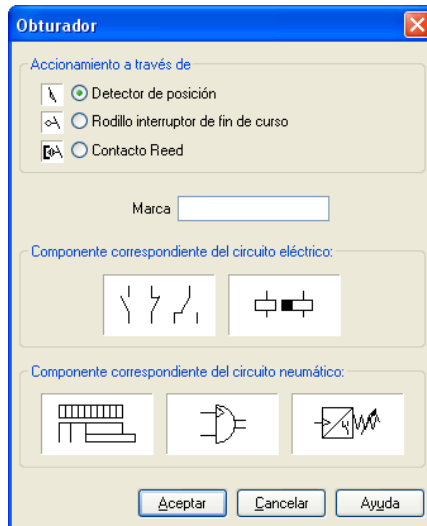 Obturador
Accionamiento a través de
Detector de posición
Rodillo interruptor de fin de curso
Contacto Reed
Marca
Componente correspondiente del circuito eléctrico:
Componente correspondiente del circuito neumático:
Aceptar Cancelar Ayuda